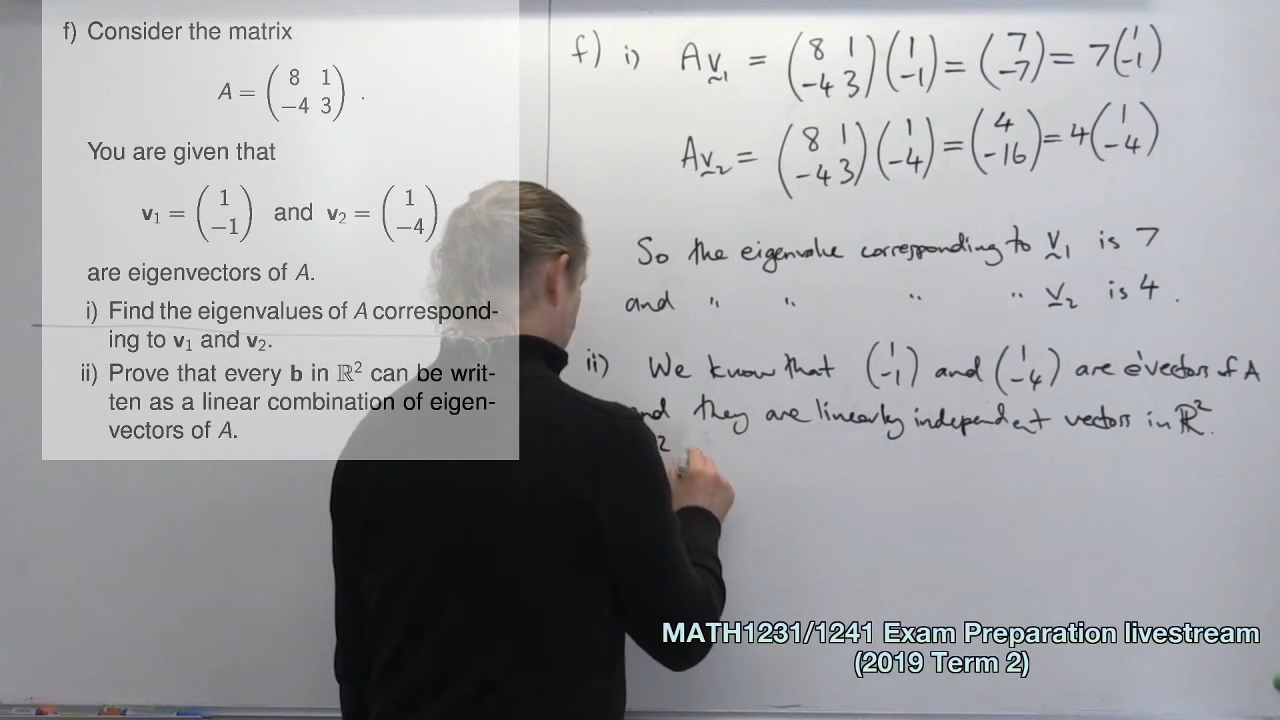 f) Consider the matrix
A = ( 8 1
−4 3 ) .
You are given that
v₁ = ( 1
−1 ) and v₂ = ( 1
−4 )
are eigenvectors of A.
i) Find the eigenvalues of A correspond-
ing to v₁ and v₂.
ii) Prove that every b in ℝ² can be writ-
ten as a linear combination of eigen-
vectors of A.
f) i) Av₁ = (8 1
−4 3)(1
−1) = (7
−7) = 7(1
−1)
Av₂ = (8 1
−4 3)(1
−4) = (4
−16) = 4(1
−4)
So the eigenvalue corresponding to v₁ is 7
and " " " " v₂ is 4 .
ii) We know that (1
−1) and (1
−4) are e'vectors of A
they are linearly independent vectors in ℝ².
2
MATH1231/1241 Exam Preparation livestream
(2019 Term 2)